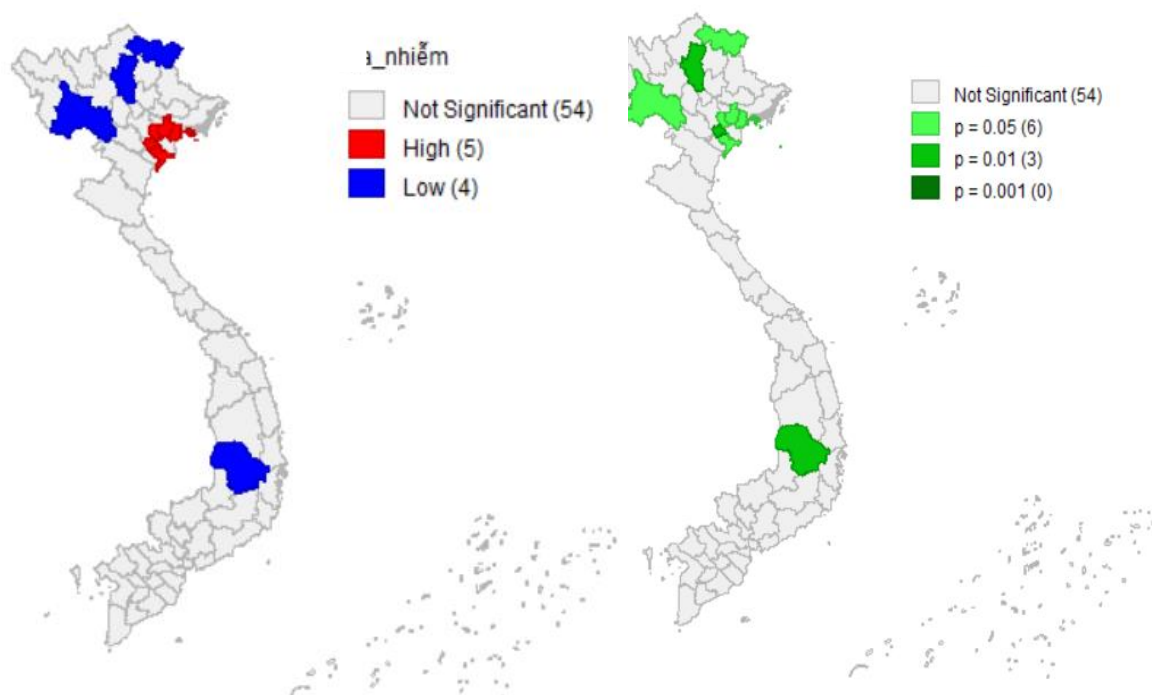 a_nhiễm
Not Significant (54)
High (5)
Low (4)
Not Significant (54)
p = 0.05 (6)
p = 0.01 (3)
p = 0.001 (0)